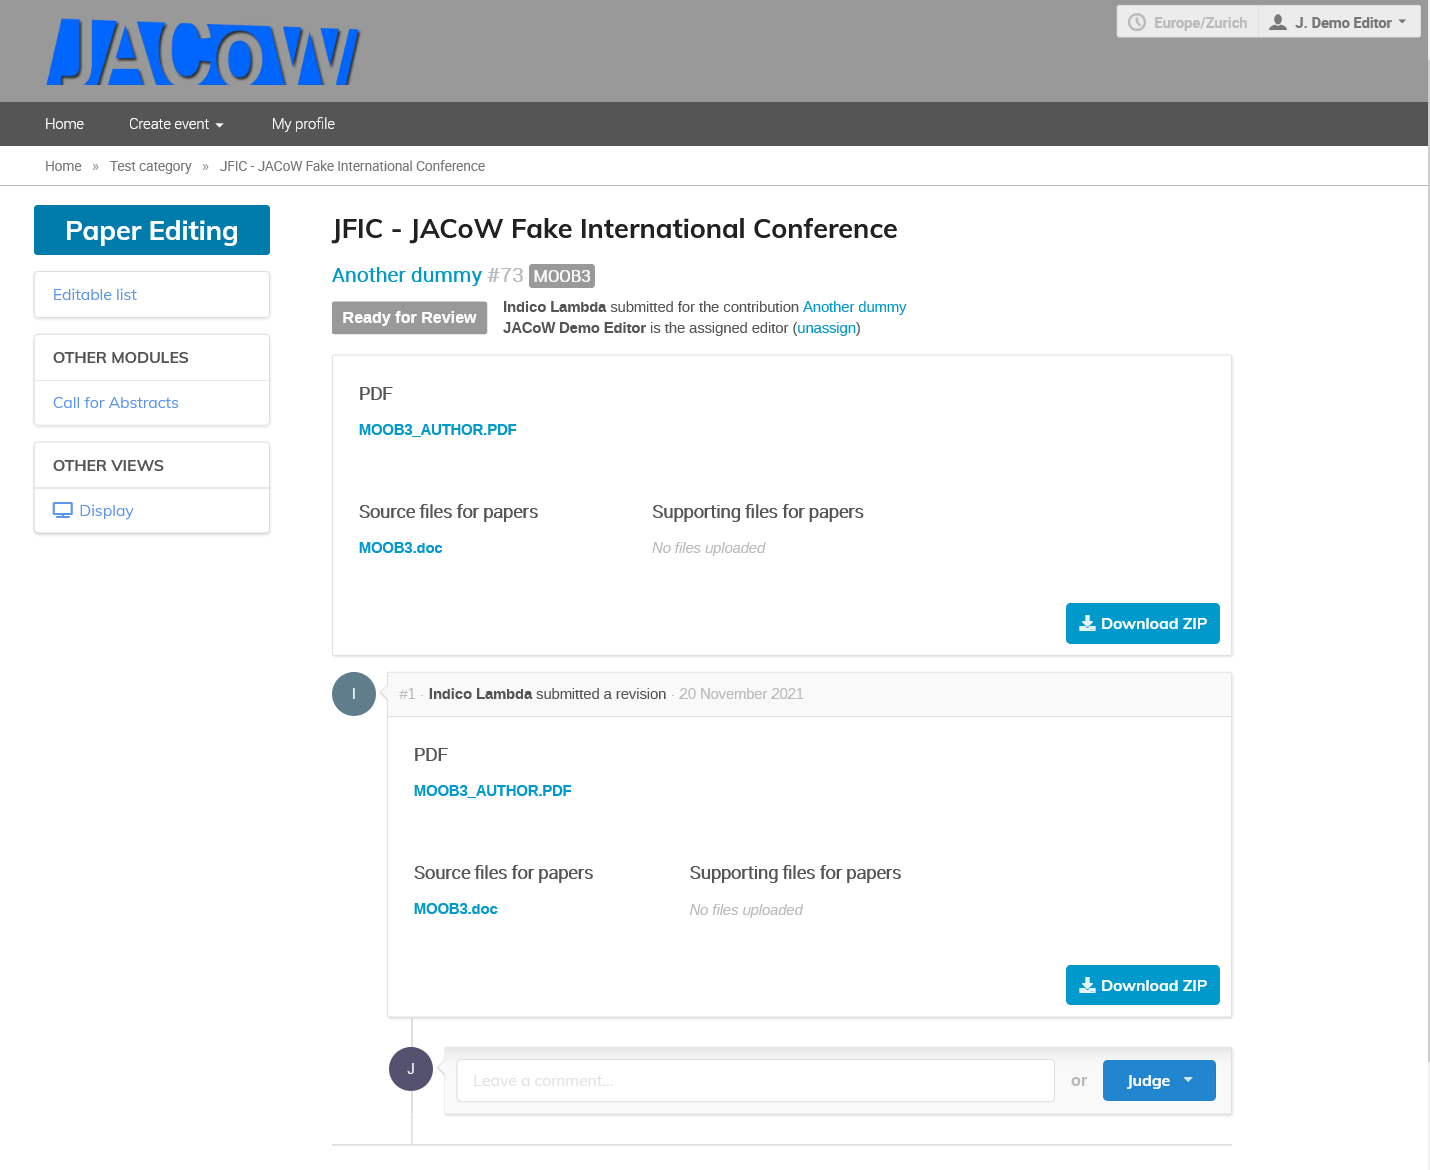 JACoW
Europe/Zurich
J. Demo Editor
Home
Create event
My profile
Home » Test category » JFIC - JACoW Fake International Conference
Paper Editing
Editable list
OTHER MODULES
Call for Abstracts
OTHER VIEWS
Display
JFIC - JACoW Fake International Conference
Another dummy #73 MOOB3
Ready for Review
Indico Lambda submitted for the contribution Another dummy
JACoW Demo Editor is the assigned editor (unassign)
PDF
MOOB3_AUTHOR.PDF
Source files for papers
MOOB3.doc
Supporting files for papers
No files uploaded
Download ZIP
I
#1 · Indico Lambda submitted a revision · 20 November 2021
PDF
MOOB3_AUTHOR.PDF
Source files for papers
MOOB3.doc
Supporting files for papers
No files uploaded
Download ZIP
J
Leave a comment...
or
Judge